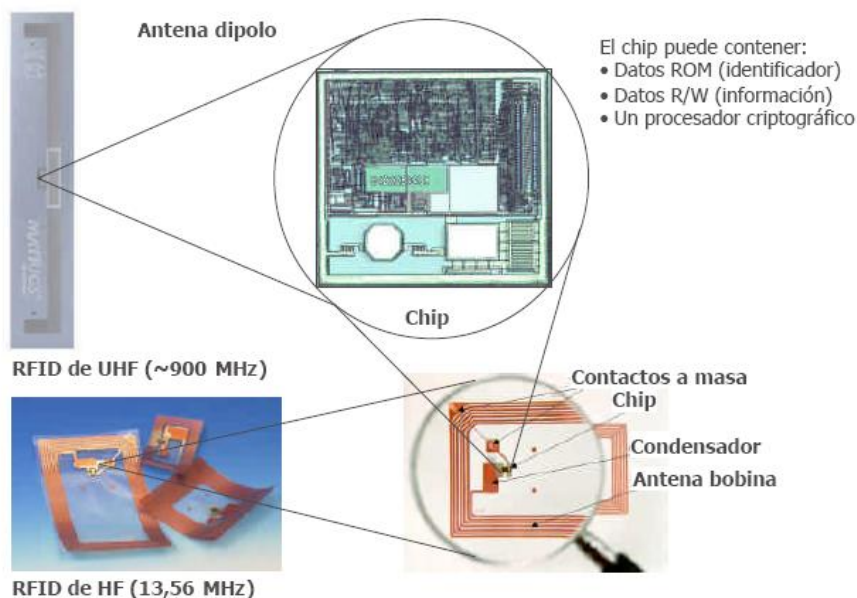 Antena dipolo
El chip puede contener:
• Datos ROM (identificador)
• Datos R/W (información)
• Un procesador criptográfico
MATRICS
Chip
RFID de UHF (~900 MHz)
Contactos a masa
Chip
Condensador
Antena bobina
RFID de HF (13,56 MHz)